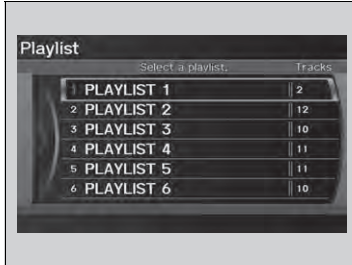 Playlist
Select a playlist. Tracks
1 PLAYLIST 1 2
2 PLAYLIST 2 12
3 PLAYLIST 3 10
4 PLAYLIST 4 11
5 PLAYLIST 5 11
6 PLAYLIST 6 10